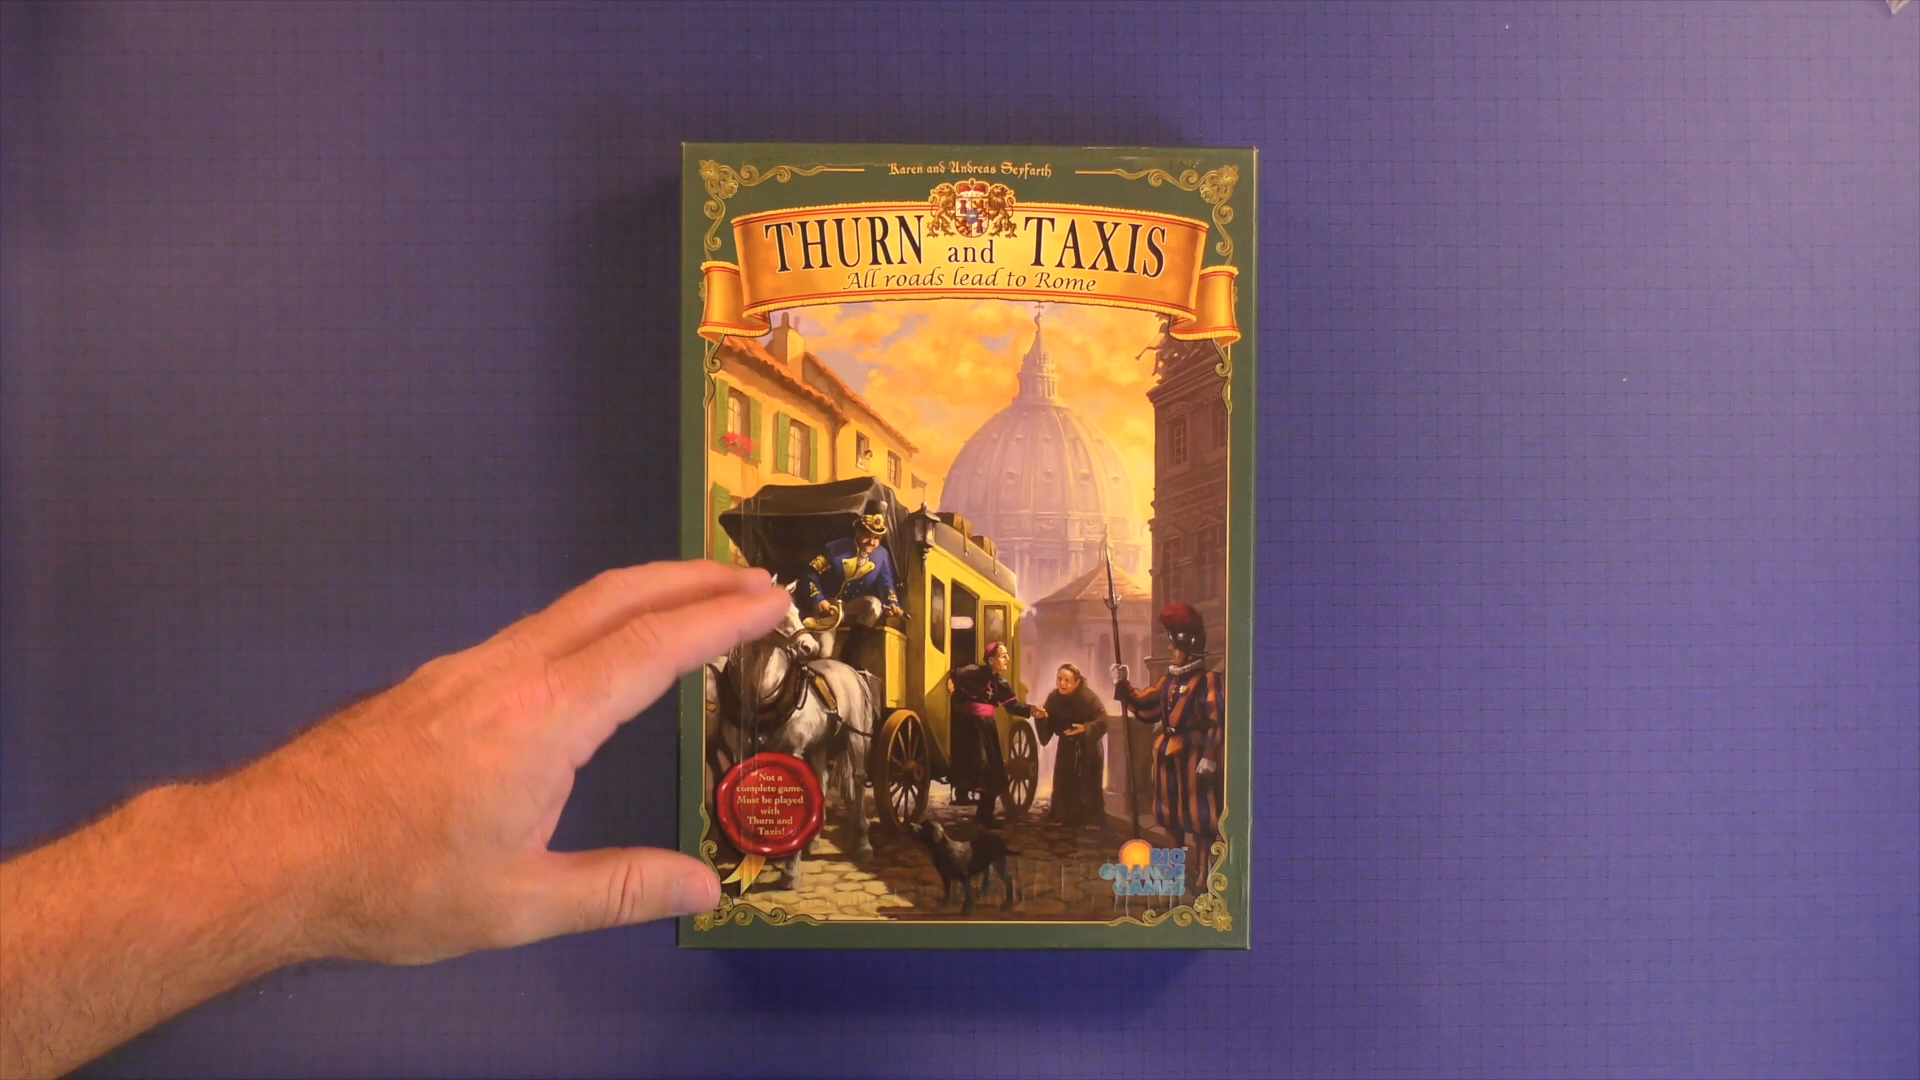 Karen and Andreas Seyfarth
THURN and TAXIS
All roads lead to Rome
Not a
complete game.
Must be played
with
Thurn and
Taxis!
RIO
GRANDE
GAMES